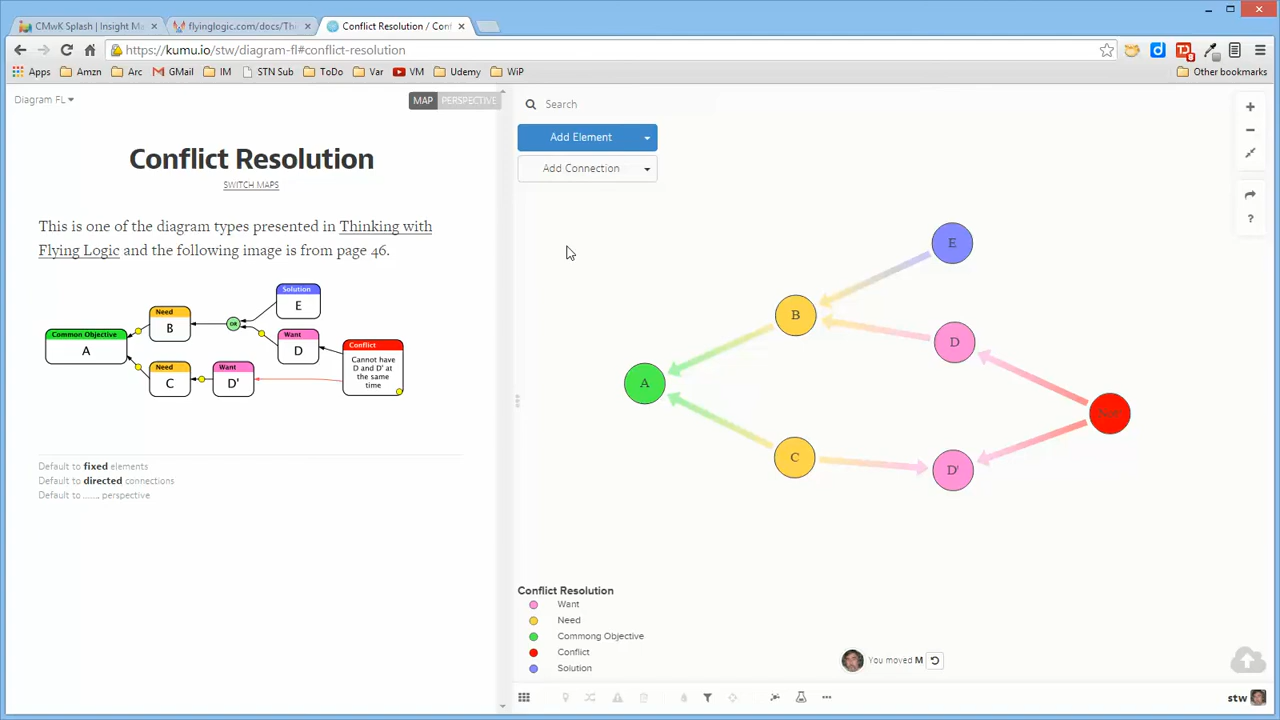 CMwK Splash | Insight Ma
flyinglogic.com/docs/Thi
Conflict Resolution / Conf
https://kumu.io/stw/diagram-fl#conflict-resolution
Apps
Amzn
Arc
GMail
IM
STN Sub
ToDo
Var
VM
Udemy
WiP
Other bookmarks
Diagram FL
MAP
PERSPECTIVE
Conflict Resolution
SWITCH MAPS
This is one of the diagram types presented in Thinking with
Flying Logic and the following image is from page 46.
Solution
E
Need
B
OR
Common Objective
A
Want
D
Conflict
Cannot have
D and D' at
the same
time
Need
C
Want
D'
Default to fixed elements
Default to directed connections
Default to ...... perspective
Search
Add Element
Add Connection
E
B
D
A
C
D'
Conflict Resolution
Want
Need
Commong Objective
Conflict
Solution
You moved M
stw